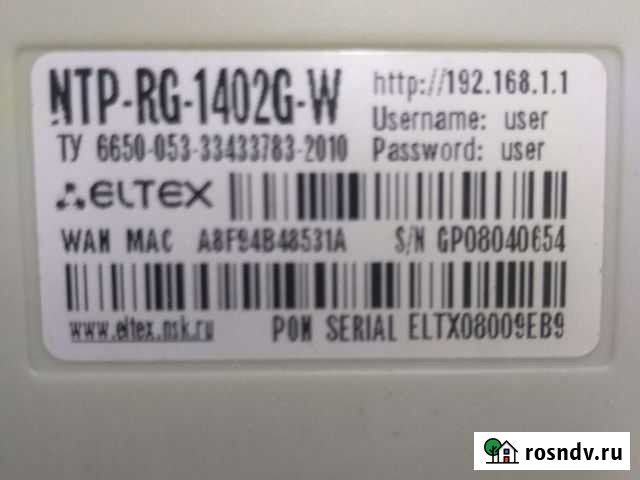 NTP-RG-1402G-W
http://192.168.1.1
Username: user
ТУ 6650-053-33433783-2010
Password: user
ELTEX
WAN MAC A8F94B48531A
S/N GP08040654
www.eltex.nsk.ru
PON SERIAL ELTX08009EB9
rosndv.ru